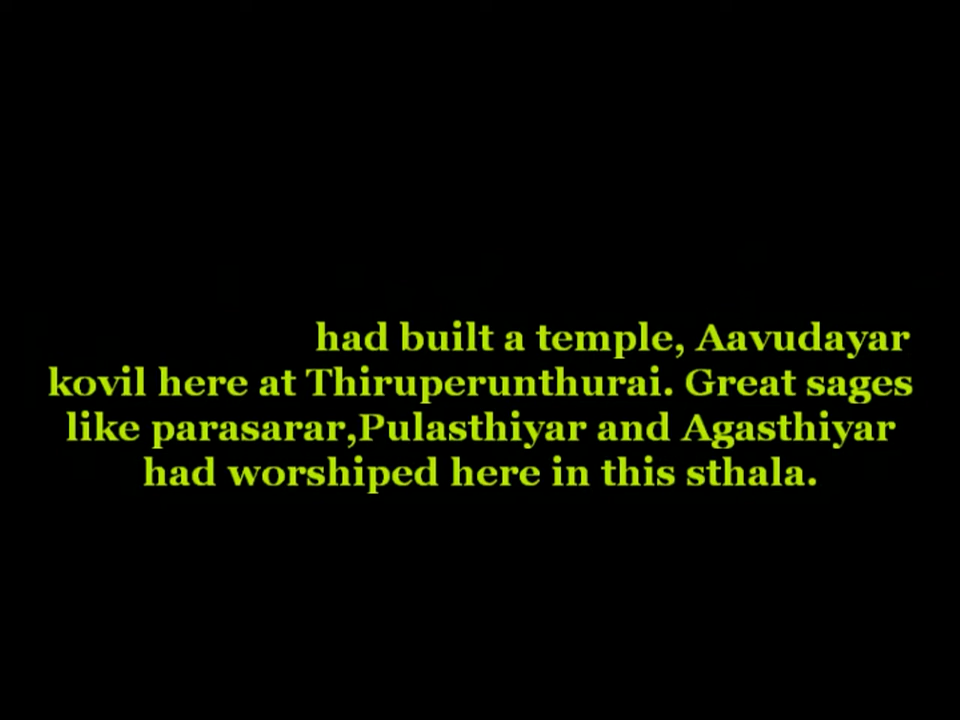 had built a temple, Aavudayar
kovil here at Thiruperunthurai. Great sages
like parasarar,Pulasthiyar and Agasthiyar
had worshiped here in this sthala.